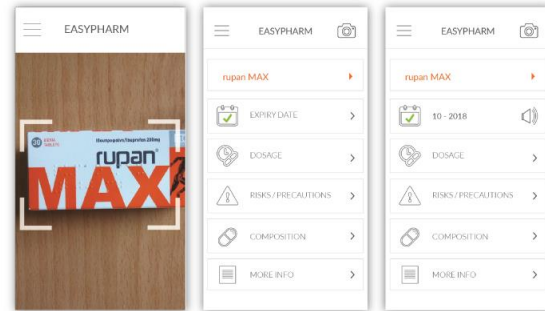 EASYPHARM
30
rupan
MAX
EASYPHARM
rupan MAX
EXPIRY DATE
DOSAGE
RISKS / PRECAUTIONS
COMPOSITION
MORE INFO
EASYPHARM
rupan MAX
10 - 2018
DOSAGE
RISKS / PRECAUTIONS
COMPOSITION
MORE INFO